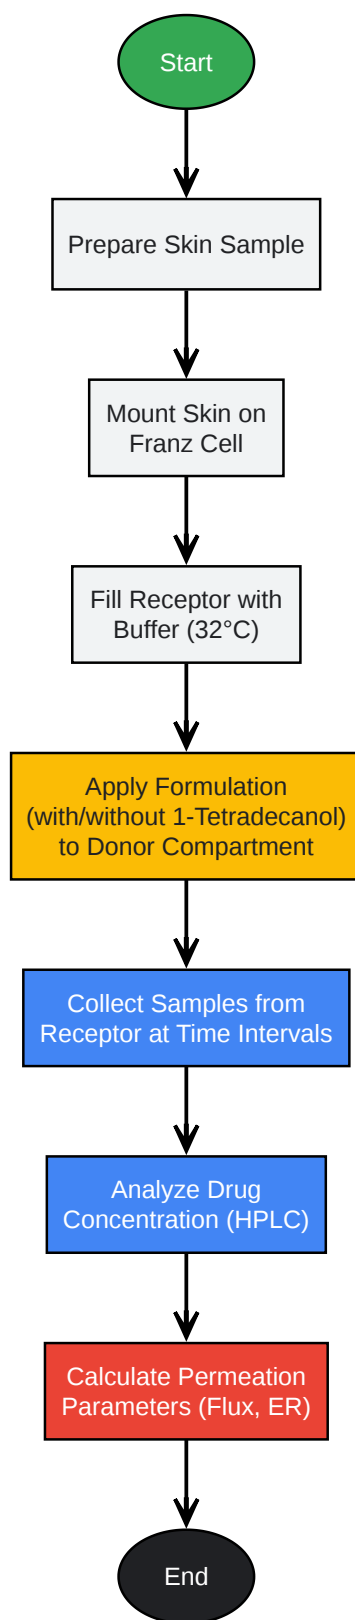 Start
Prepare Skin Sample
Mount Skin on
Franz Cell
Fill Receptor with
Buffer (32°C)
Apply Formulation
(with/without 1-Tetradecanol)
to Donor Compartment
Collect Samples from
Receptor at Time Intervals
Analyze Drug
Concentration (HPLC)
Calculate Permeation
Parameters (Flux, ER)
End